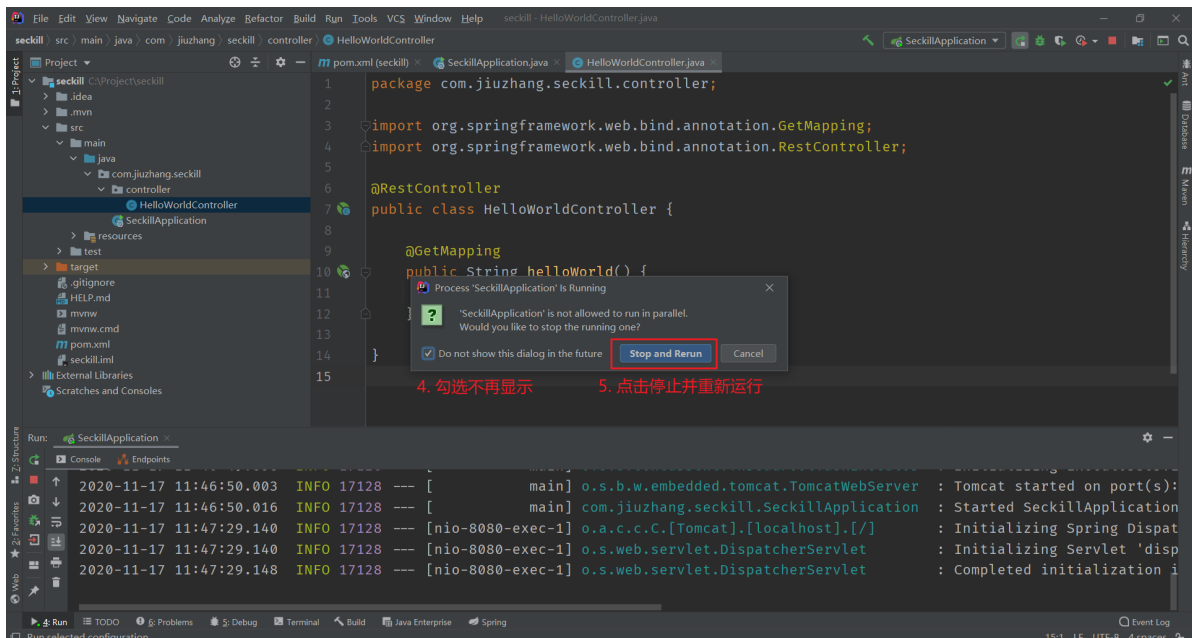 File Edit View Navigate Code Analyze Refactor Build Run Tools VCS Window Help seckill - HelloWorldController.java
seckill src main java com jiuzhang seckill controller HelloWorldController
SeckillApplication
1: Project
Project
pom.xml (seckill) SeckillApplication.java HelloWorldController.java
seckill C:\Project\seckill
.idea
.mvn
src
main
java
com.jiuzhang.seckill
controller
HelloWorldController
SeckillApplication
resources
test
target
.gitignore
HELP.md
mvnw
mvnw.cmd
pom.xml
seckill.iml
External Libraries
Scratches and Consoles
1 package com.jiuzhang.seckill.controller;
2
3 import org.springframework.web.bind.annotation.GetMapping;
4 import org.springframework.web.bind.annotation.RestController;
5
6 @RestController
7 public class HelloWorldController {
8
9 @GetMapping
10 public String helloWorld() {
11
12 }
13
14 }
15
Process 'SeckillApplication' Is Running
'SeckillApplication' is not allowed to run in parallel.
Would you like to stop the running one?
Do not show this dialog in the future Stop and Rerun Cancel
4. 勾选不再显示 5. 点击停止并重新运行
Ant
Database
Maven
Hierarchy
Z: Structure
2: Favorites
Web
Run: SeckillApplication
Console Endpoints
2020-11-17 11:46:50.003 INFO 17128 --- [ main] o.s.b.w.embedded.tomcat.TomcatWebServer : Tomcat started on port(s):
2020-11-17 11:46:50.016 INFO 17128 --- [ main] com.jiuzhang.seckill.SeckillApplication : Started SeckillApplication
2020-11-17 11:47:29.140 INFO 17128 --- [nio-8080-exec-1] o.a.c.c.C.[Tomcat].[localhost].[/] : Initializing Spring Dispat
2020-11-17 11:47:29.140 INFO 17128 --- [nio-8080-exec-1] o.s.web.servlet.DispatcherServlet : Initializing Servlet 'disp
2020-11-17 11:47:29.148 INFO 17128 --- [nio-8080-exec-1] o.s.web.servlet.DispatcherServlet : Completed initialization i
4: Run TODO 6: Problems 5: Debug Terminal Build Java Enterprise Spring Event Log
Run selected configuration 15:1 LF UTF-8 4 spaces